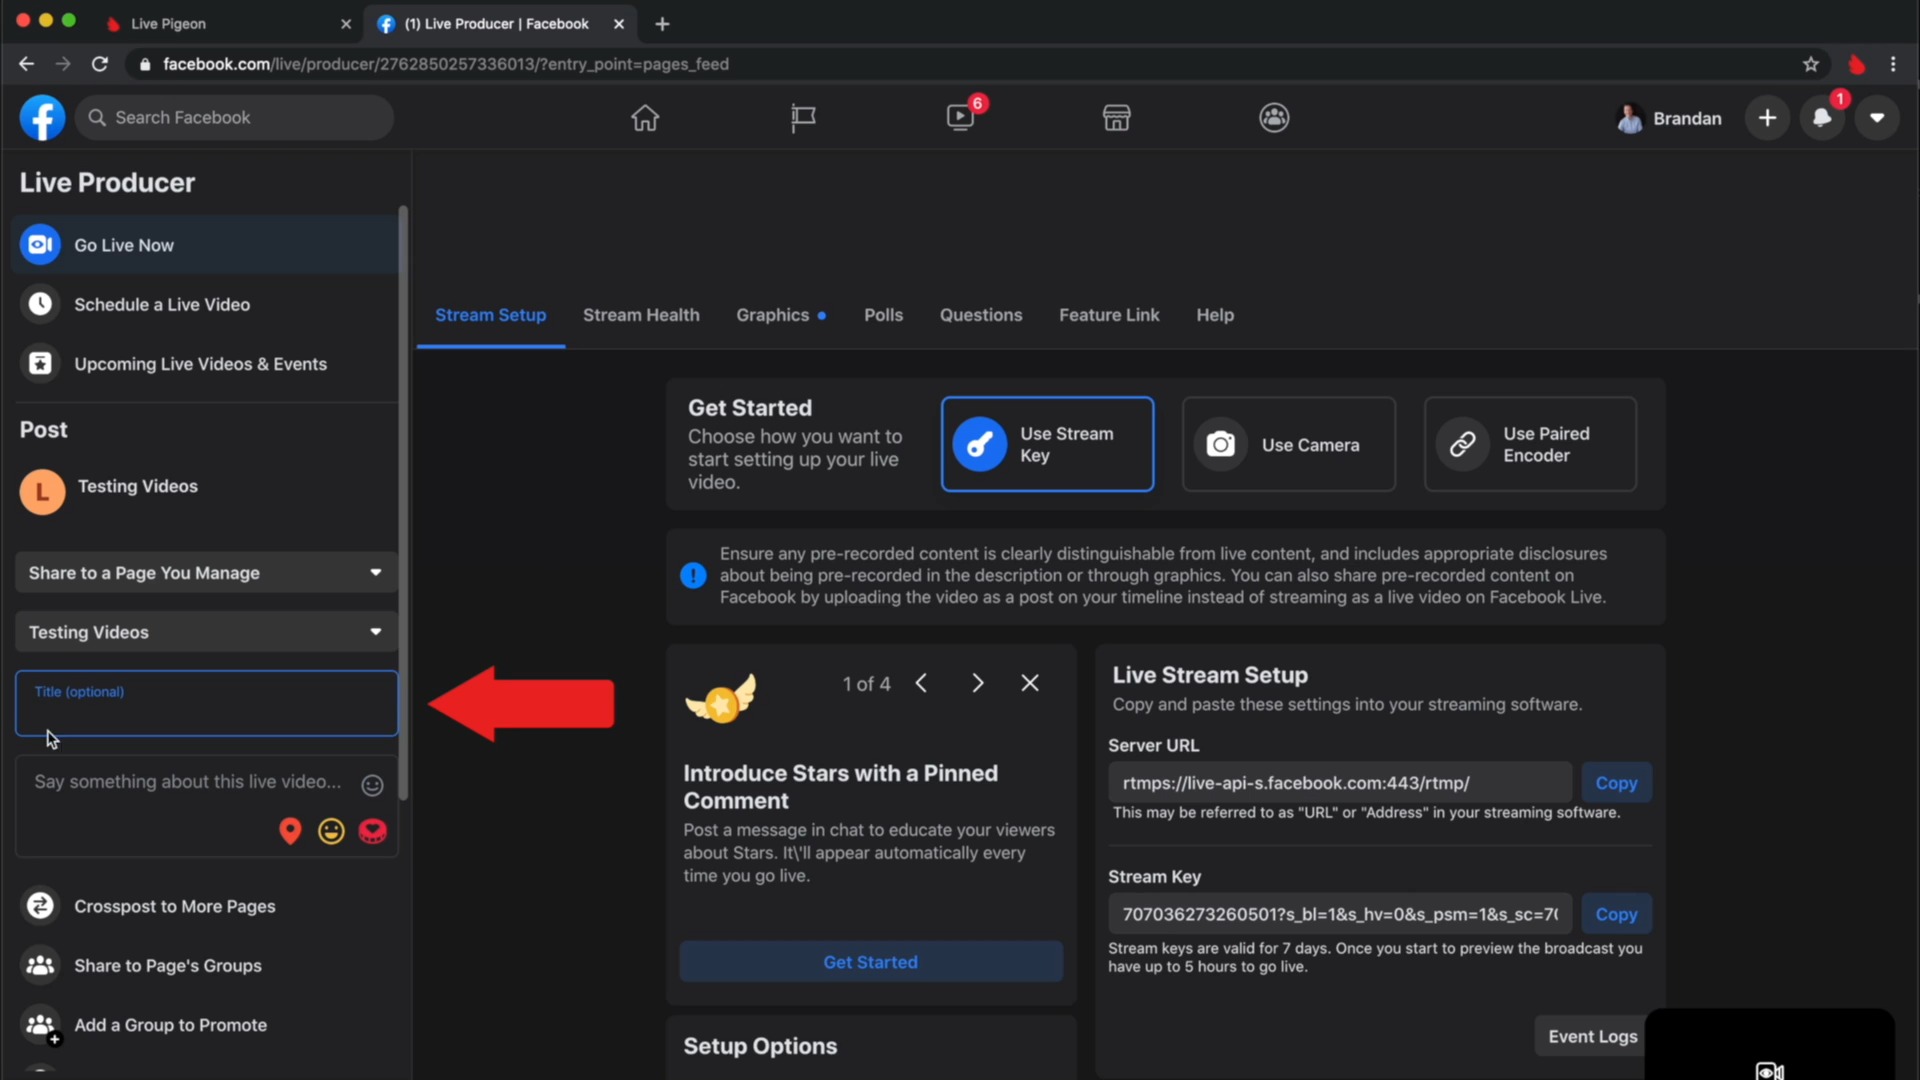 Live Pigeon
(1) Live Producer | Facebook
facebook.com/live/producer/2762850257336013/?entry_point=pages_feed
Search Facebook
6
Brandan
1
Live Producer
Go Live Now
Schedule a Live Video
Upcoming Live Videos & Events
Post
L
Testing Videos
Share to a Page You Manage
Testing Videos
Title (optional)
Say something about this live video...
Crosspost to More Pages
Share to Page's Groups
Add a Group to Promote
Stream Setup
Stream Health
Graphics
Polls
Questions
Feature Link
Help
Get Started
Choose how you want to
start setting up your live
video.
Use Stream
Key
Use Camera
Use Paired
Encoder
Ensure any pre-recorded content is clearly distinguishable from live content, and includes appropriate disclosures
about being pre-recorded in the description or through graphics. You can also share pre-recorded content on
Facebook by uploading the video as a post on your timeline instead of streaming as a live video on Facebook Live.
1 of 4
Introduce Stars with a Pinned
Comment
Post a message in chat to educate your viewers
about Stars. It\'ll appear automatically every
time you go live.
Get Started
Setup Options
Live Stream Setup
Copy and paste these settings into your streaming software.
Server URL
rtmps://live-api-s.facebook.com:443/rtmp/
Copy
This may be referred to as "URL" or "Address" in your streaming software.
Stream Key
707036273260501?s_bl=1&s_hv=0&s_psm=1&s_sc=70
Copy
Stream keys are valid for 7 days. Once you start to preview the broadcast you
have up to 5 hours to go live.
Event Logs